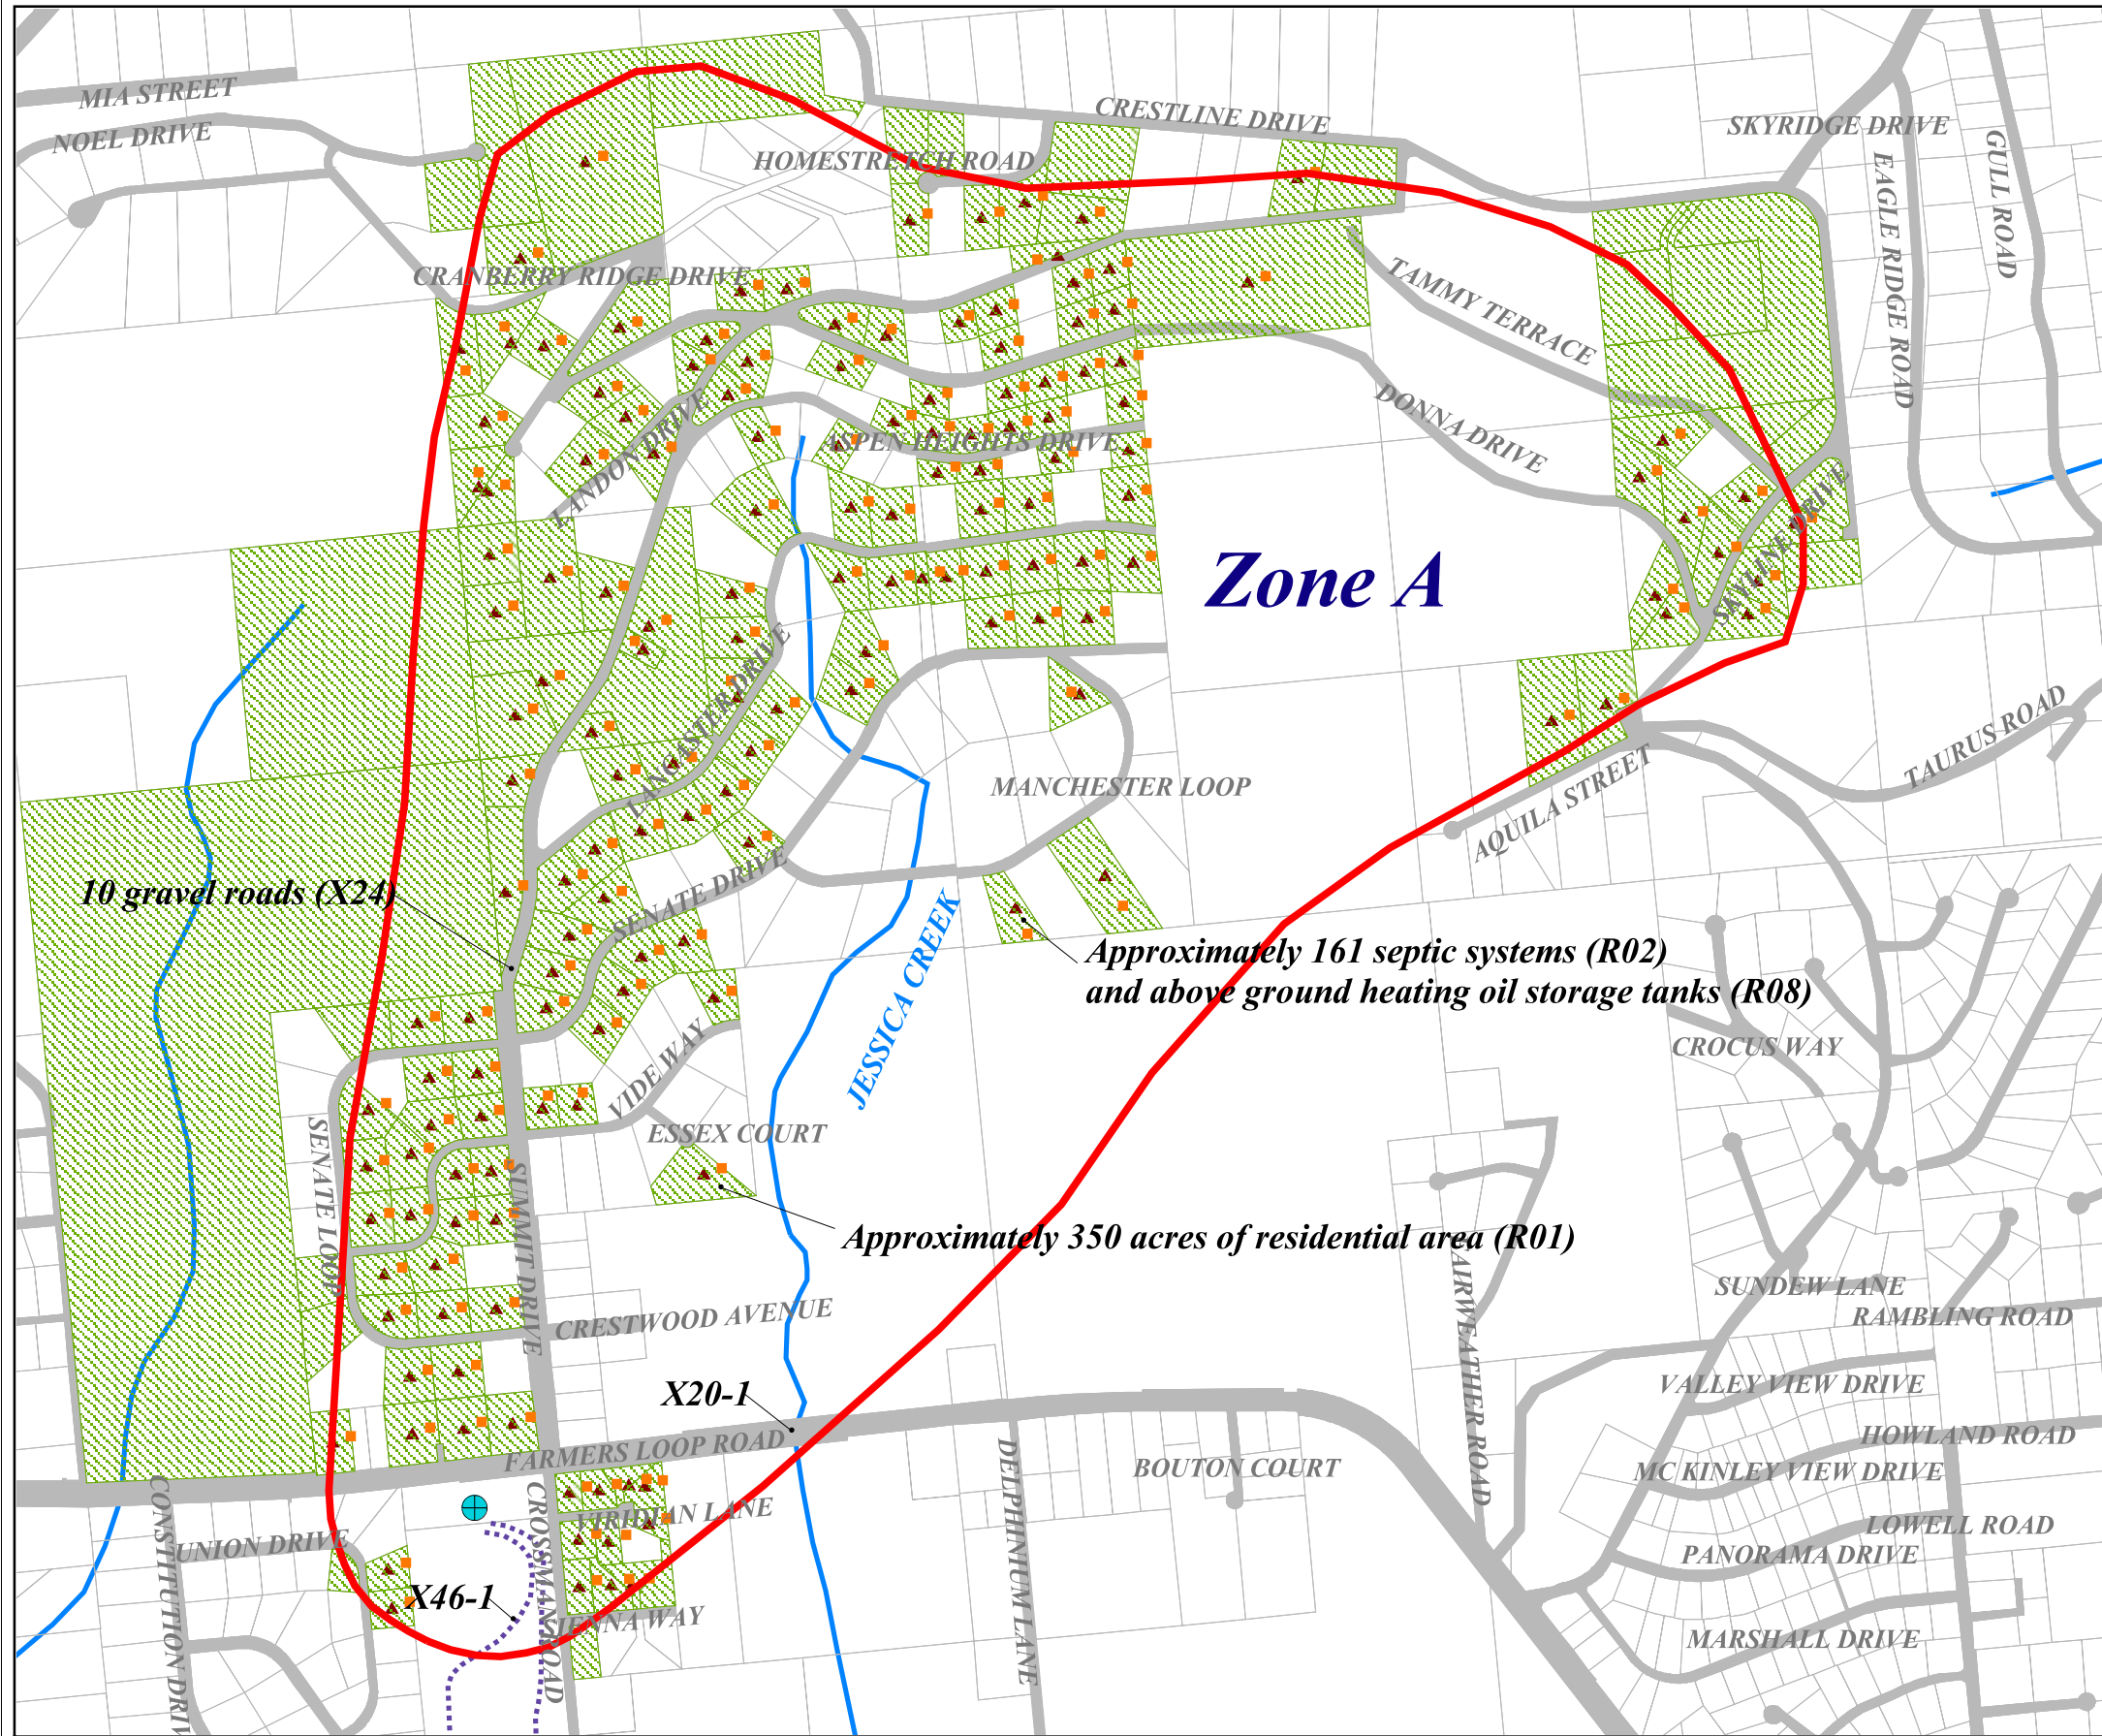 MIA STREET
NOEL DRIVE
CRESTLINE DRIVE
SKYRIDGE DRIVE
HOMESTRETCH ROAD
EAGLE RIDGE ROAD
GULL ROAD
CRANBERRY RIDGE DRIVE
TAMMY TERRACE
DONNA DRIVE
LANDON DRIVE
ASPEN HEIGHTS DRIVE
SKYLINE DRIVE
Zone A
LANCASTER DRIVE
TAURUS ROAD
MANCHESTER LOOP
AQUILA STREET
10 gravel roads (X24)
SENATE DRIVE
JESSICA CREEK
Approximately 161 septic systems (R02)
and above ground heating oil storage tanks (R08)
CROCUS WAY
VIDE WAY
ESSEX COURT
SENATE LOOP
SUMMIT DRIVE
Approximately 350 acres of residential area (R01)
FAIRWEATHER ROAD
SUNDEW LANE
RAMBLING ROAD
CRESTWOOD AVENUE
X20-1
VALLEY VIEW DRIVE
FARMERS LOOP ROAD
HOWLAND ROAD
BOUTON COURT
MC KINLEY VIEW DRIVE
DELPHINIUM LANE
CONSTITUTION DRIV
CROSSMAN ROAD
VIRIDIAN LANE
UNION DRIVE
LOWELL ROAD
PANORAMA DRIVE
X46-1
SIENNA WAY
MARSHALL DRIVE